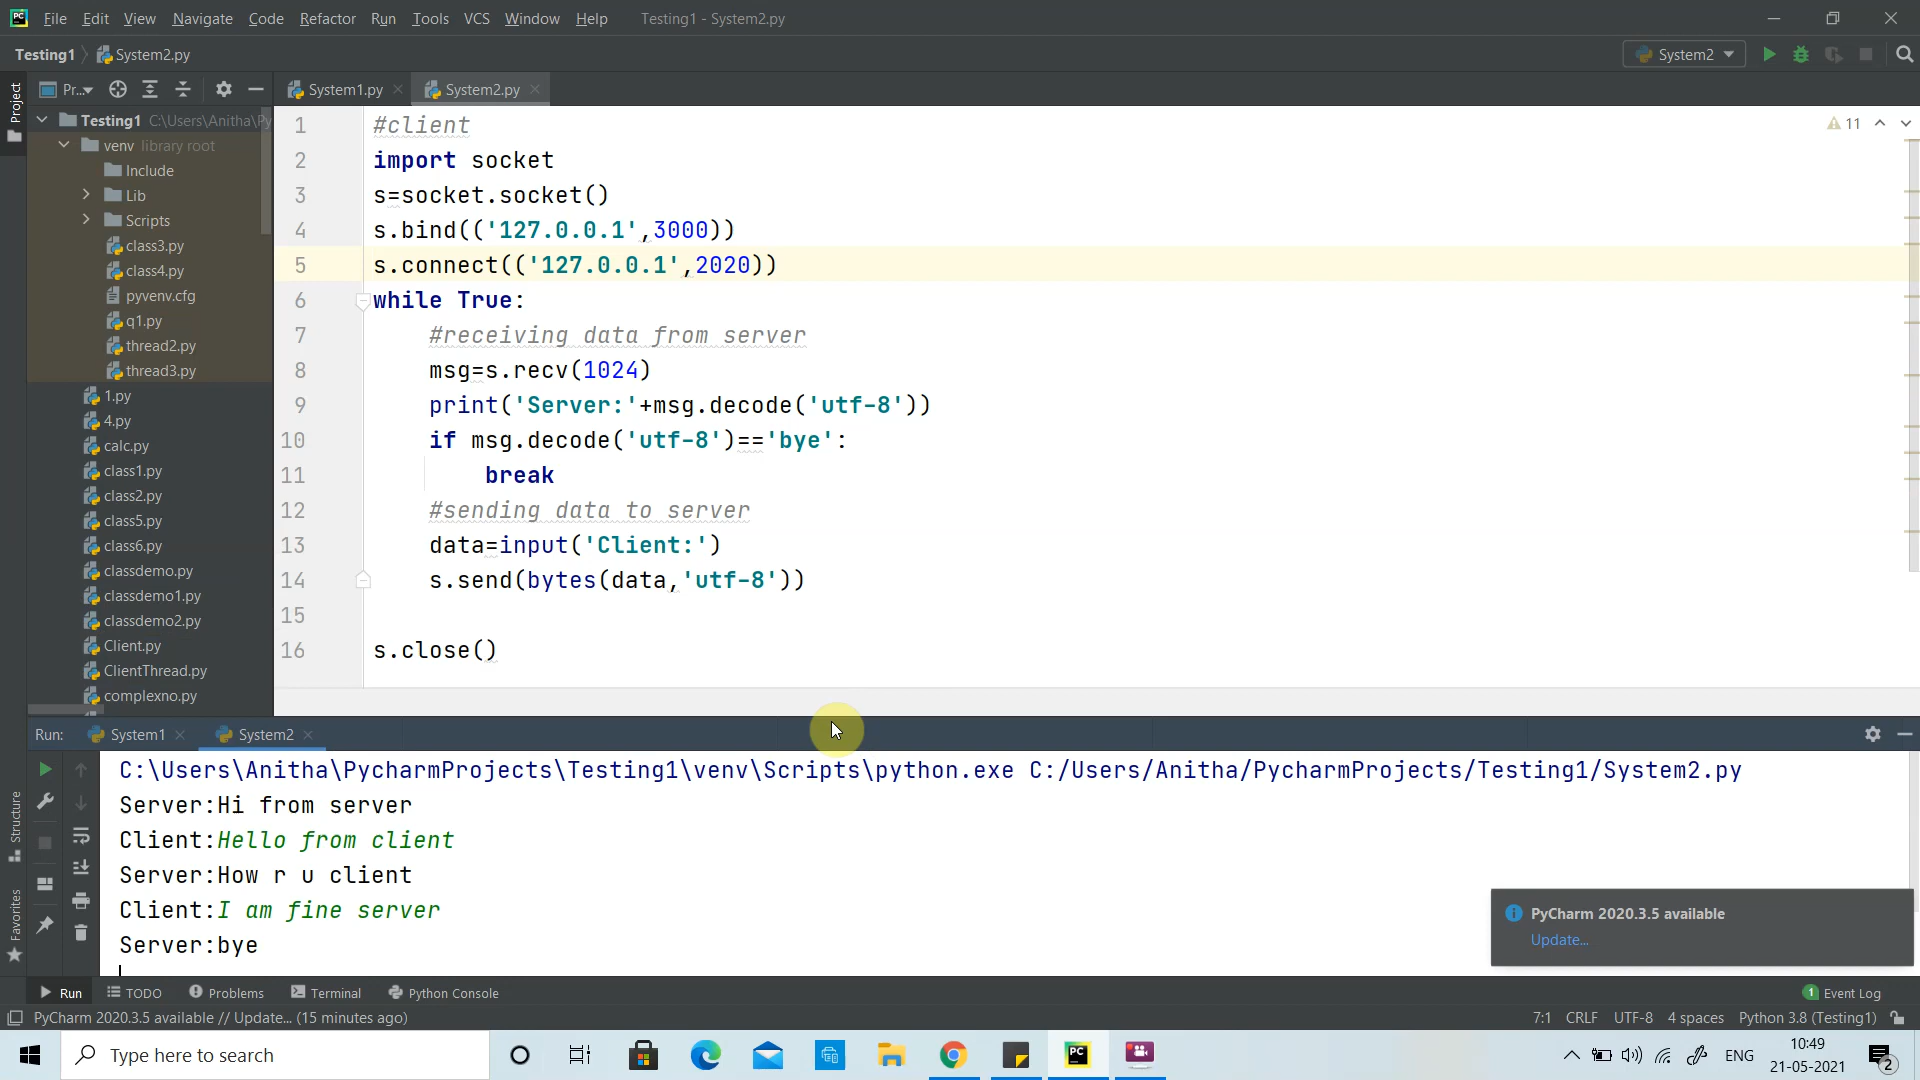 File Edit View Navigate Code Refactor Run Tools VCS Window Help Testing1 - System2.py
Testing1 System2.py System2
Pr... System1.py System2.py
Project
Testing1 C:\Users\Anitha\Py
venv library root
Include
Lib
Scripts
class3.py
class4.py
pyvenv.cfg
q1.py
thread2.py
thread3.py
1.py
4.py
calc.py
class1.py
class2.py
class5.py
class6.py
classdemo.py
classdemo1.py
classdemo2.py
Client.py
ClientThread.py
complexno.py
11
1 #client
2 import socket
3 s=socket.socket()
4 s.bind(('127.0.0.1',3000))
5 s.connect(('127.0.0.1',2020))
6 while True:
7 #receiving data from server
8 msg=s.recv(1024)
9 print('Server:'+msg.decode('utf-8'))
10 if msg.decode('utf-8')=='bye':
11 break
12 #sending data to server
13 data=input('Client:')
14 s.send(bytes(data,'utf-8'))
15
16 s.close()
Run: System1 System2
C:\Users\Anitha\PycharmProjects\Testing1\venv\Scripts\python.exe C:/Users/Anitha/PycharmProjects/Testing1/System2.py
Server:Hi from server
Client:Hello from client
Server:How r u client
Client:I am fine server
Server:bye
Structure
Favorites
PyCharm 2020.3.5 available
Update...
Run TODO Problems Terminal Python Console 1 Event Log
PyCharm 2020.3.5 available // Update... (15 minutes ago) 7:1 CRLF UTF-8 4 spaces Python 3.8 (Testing1)
Type here to search ENG 10:49
21-05-2021 2